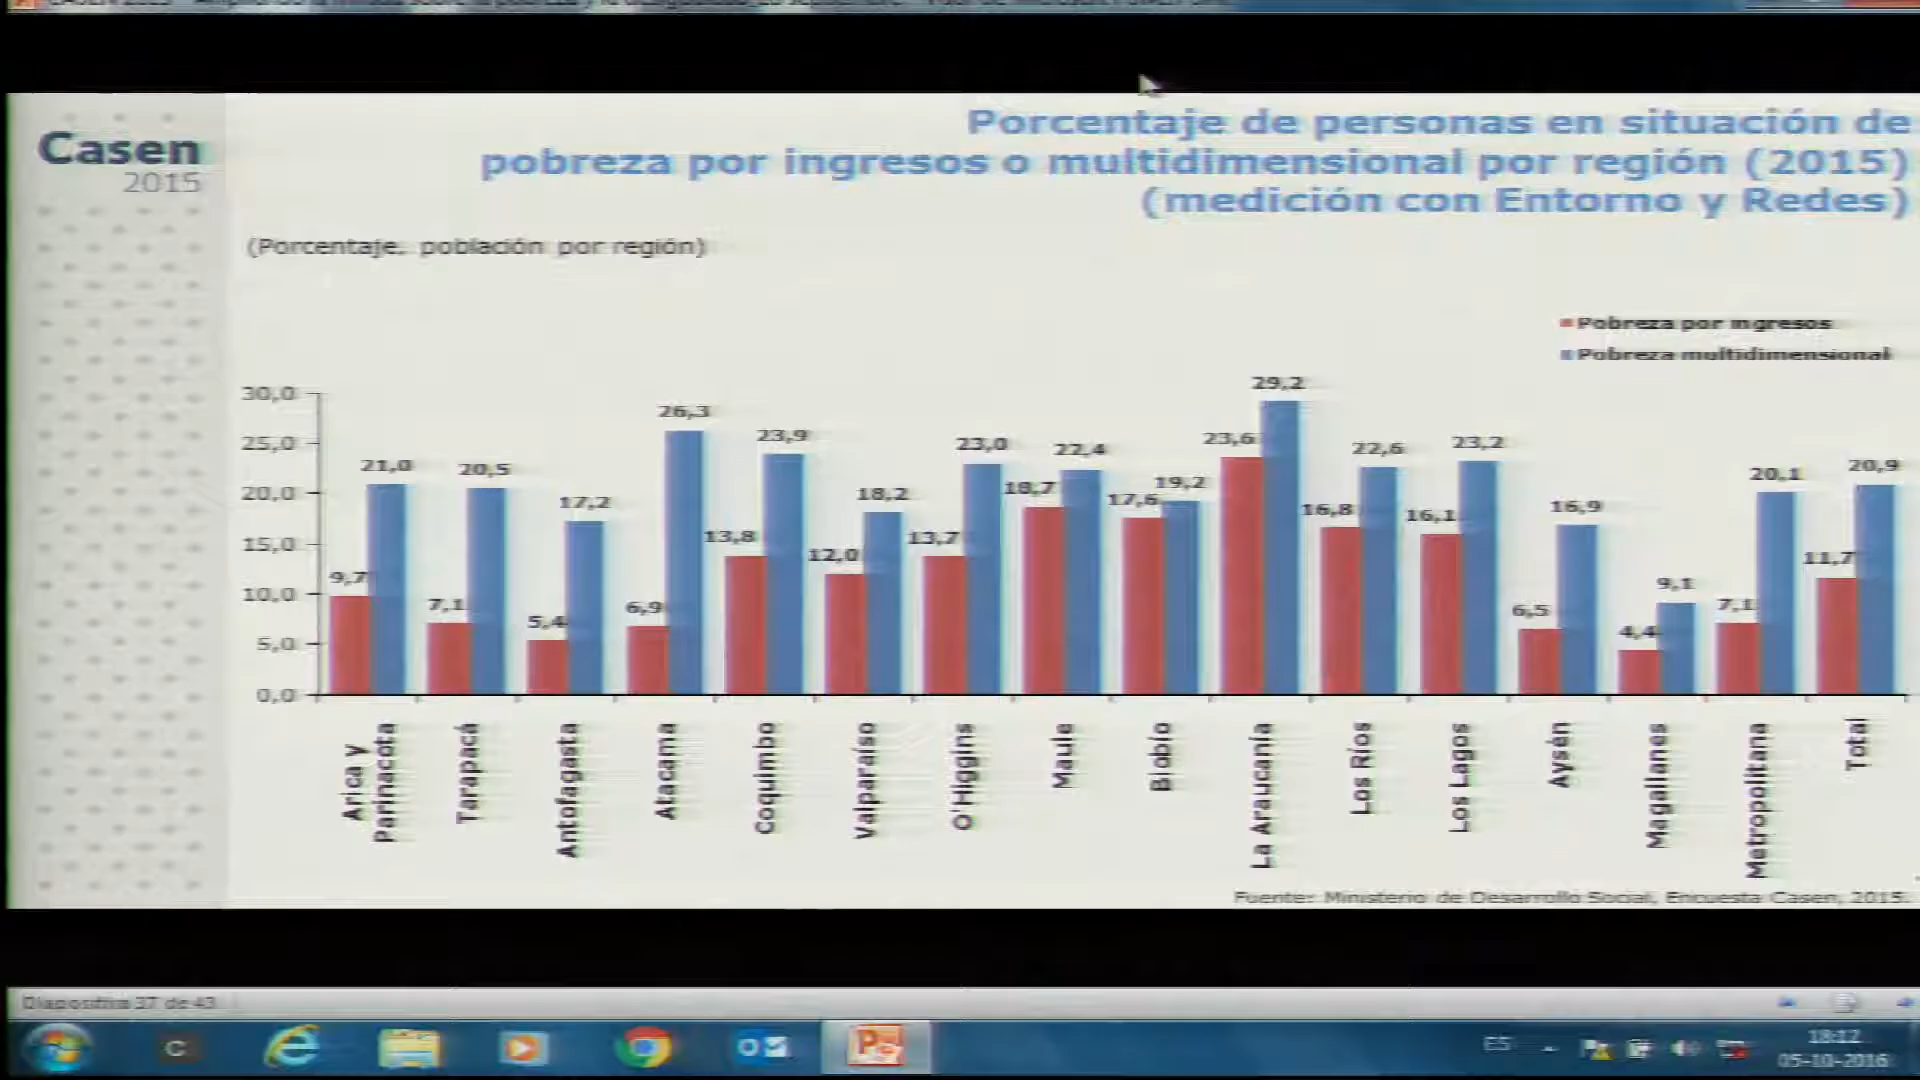 Casen
2015
Porcentaje de personas en situación de
pobreza por ingresos o multidimensional por región (2015)
(medición con Entorno y Redes)
(Porcentaje, población por región)
Pobreza por ingresos
Pobreza multidimensional
30,0
25,0
20,0
15,0
10,0
5,0
0,0
9,7
21,0
7,1
20,5
5,4
17,2
6,9
26,3
13,8
23,9
12,0
18,2
13,7
23,0
18,7
22,4
17,6
19,2
23,6
29,2
16,8
22,6
16,1
23,2
6,5
16,9
4,4
9,1
7,1
20,1
11,7
20,9
Arica y
Parinacota
Tarapacá
Antofagasta
Atacama
Coquimbo
Valparaíso
O'Higgins
Maule
Biobío
La Araucanía
Los Ríos
Los Lagos
Aysén
Magallanes
Metropolitana
Total
Fuente: Ministerio de Desarrollo Social, Encuesta Casen, 2015.
Diapositiva 37 de 43
ES
18:12
05-10-2016